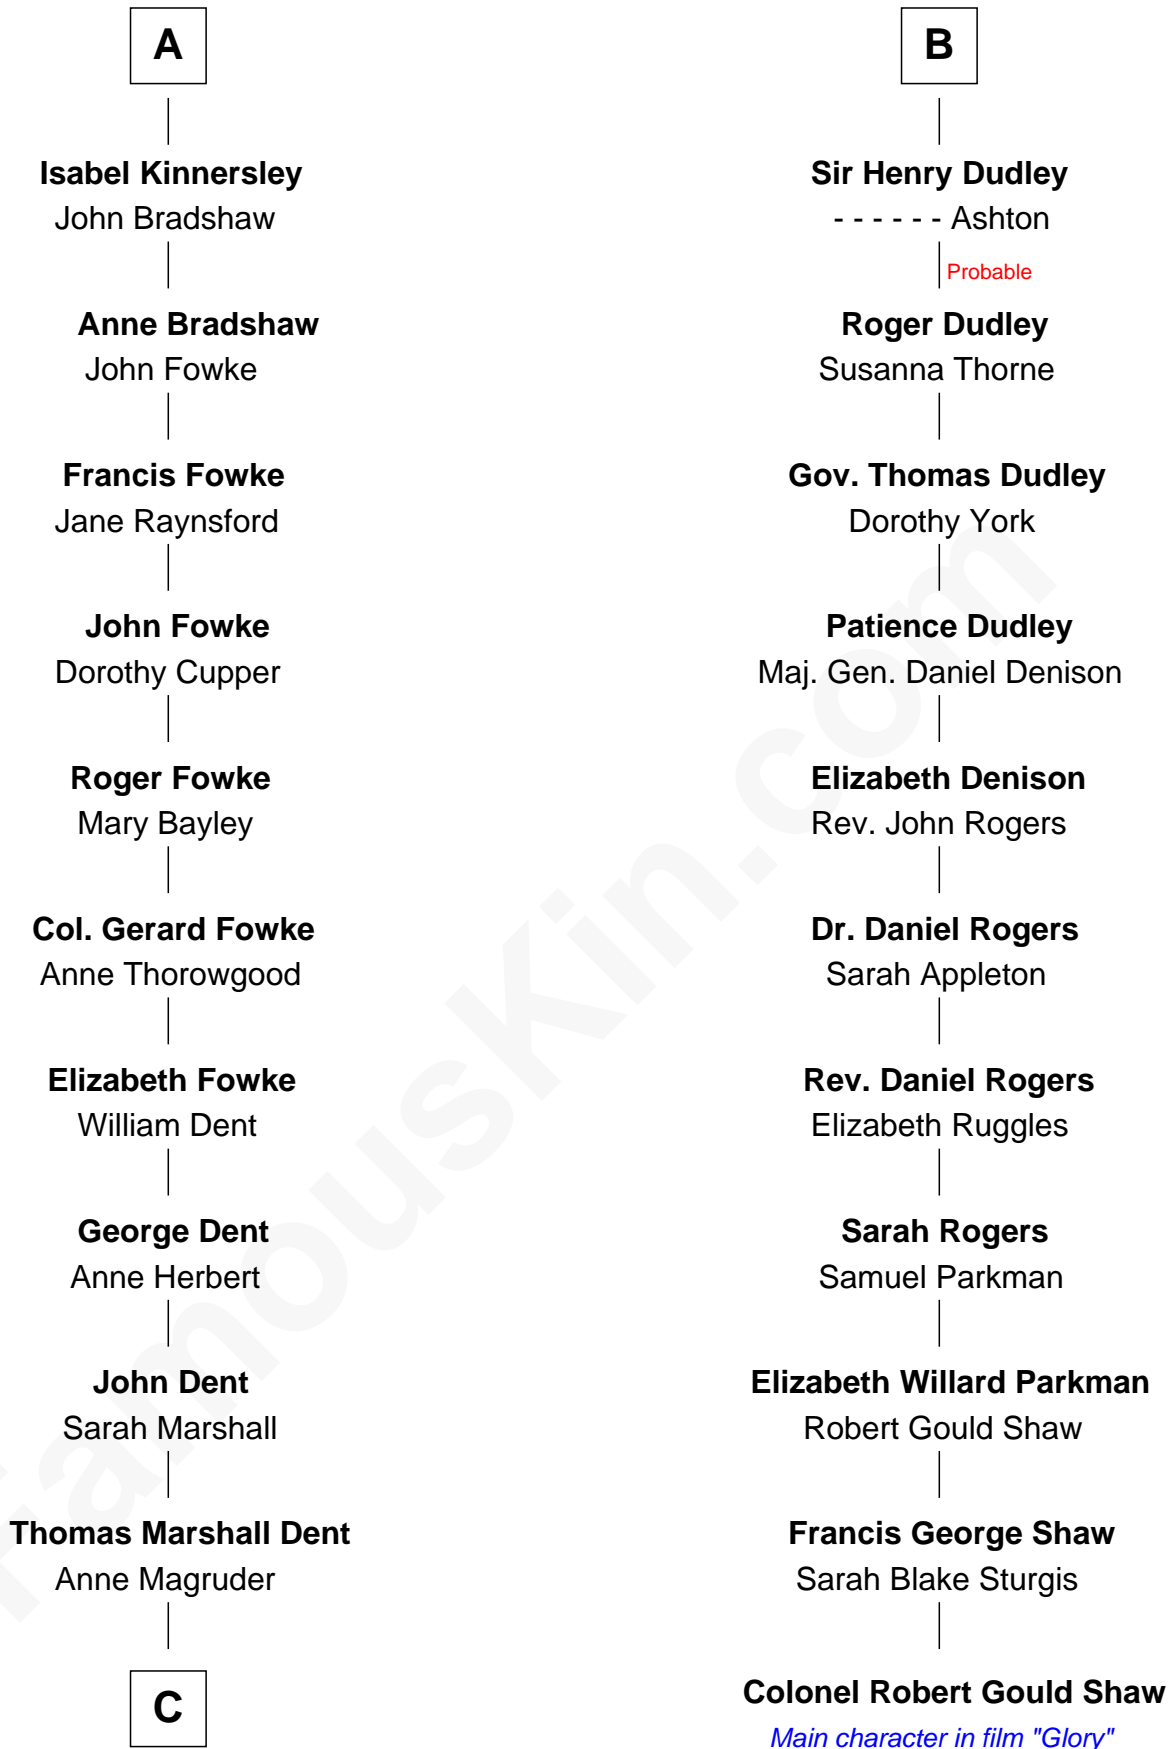 A
Isabel Kinnersley
John Bradshaw
Anne Bradshaw
John Fowke
Francis Fowke
Jane Raynsford
John Fowke
Dorothy Cupper
Roger Fowke
Mary Bayley
Col. Gerard Fowke
Anne Thorowgood
Elizabeth Fowke
William Dent
George Dent
Anne Herbert
John Dent
Sarah Marshall
Thomas Marshall Dent
Anne Magruder
C
B
Sir Henry Dudley
- - - - - - Ashton
Probable
Roger Dudley
Susanna Thorne
Gov. Thomas Dudley
Dorothy York
Patience Dudley
Maj. Gen. Daniel Denison
Elizabeth Denison
Rev. John Rogers
Dr. Daniel Rogers
Sarah Appleton
Rev. Daniel Rogers
Elizabeth Ruggles
Sarah Rogers
Samuel Parkman
Elizabeth Willard Parkman
Robert Gould Shaw
Francis George Shaw
Sarah Blake Sturgis
Colonel Robert Gould Shaw
Main character in film "Glory"
FamousKin.com